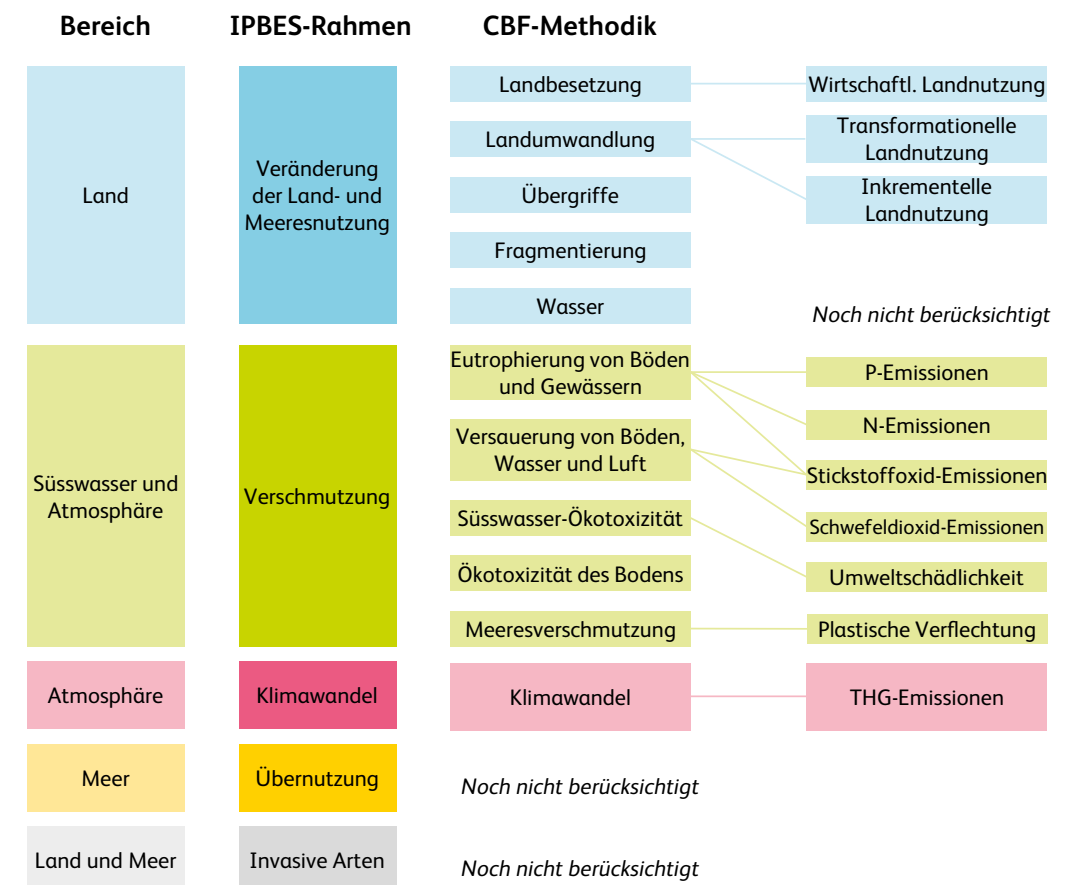 Bereich
IPBES-Rahmen
CBF-Methodik
Land
Veränderung
der Land- und
Meeresnutzung
Landbesetzung
Wirtschaftl. Landnutzung
Landumwandlung
Transformationelle
Landnutzung
Inkrementelle
Landnutzung
Übergriffe
Fragmentierung
Wasser
Noch nicht berücksichtigt
Süsswasser und
Atmosphäre
Verschmutzung
Eutrophierung von Böden
und Gewässern
P-Emissionen
N-Emissionen
Versauerung von Böden,
Wasser und Luft
Stickstoffoxid-Emissionen
Schwefeldioxid-Emissionen
Süsswasser-Ökotoxizität
Umweltschädlichkeit
Ökotoxizität des Bodens
Meeresverschmutzung
Plastische Verflechtung
Atmosphäre
Klimawandel
Klimawandel
THG-Emissionen
Meer
Übernutzung
Noch nicht berücksichtigt
Land und Meer
Invasive Arten
Noch nicht berücksichtigt